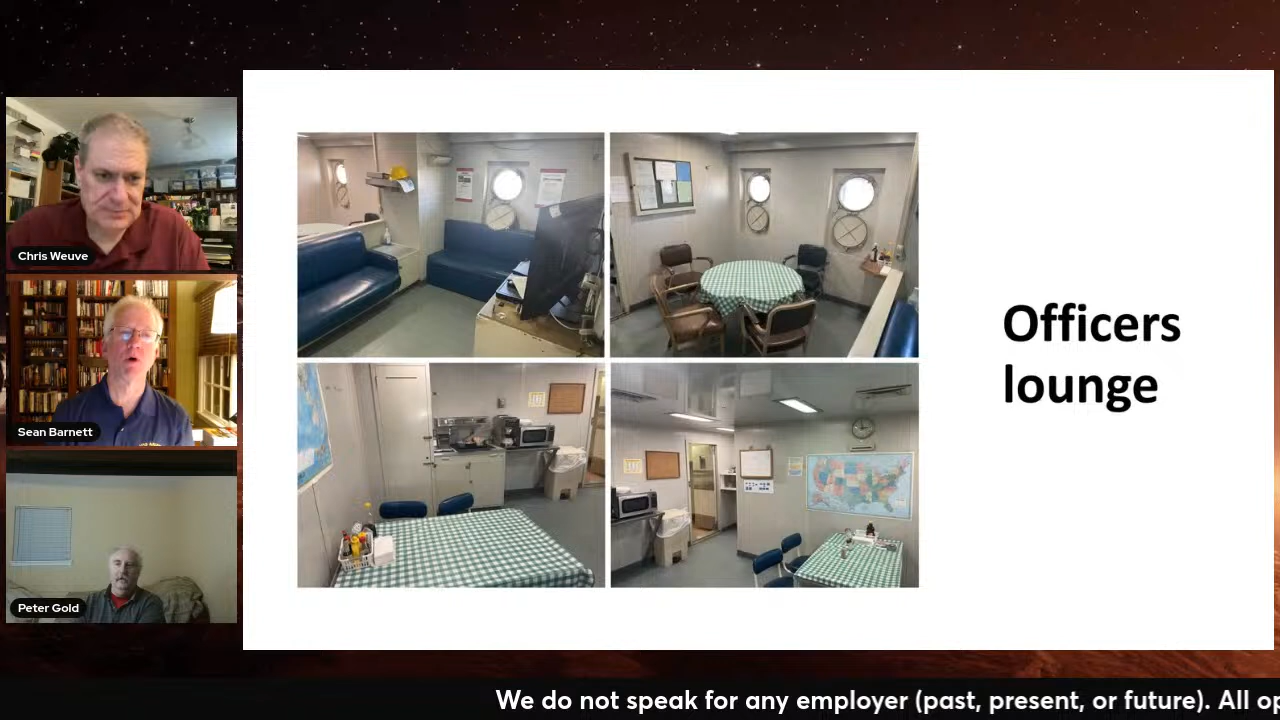 Chris Weuve
Sean Barnett
Peter Gold
Officers
lounge
We do not speak for any employer (past, present, or future). All op